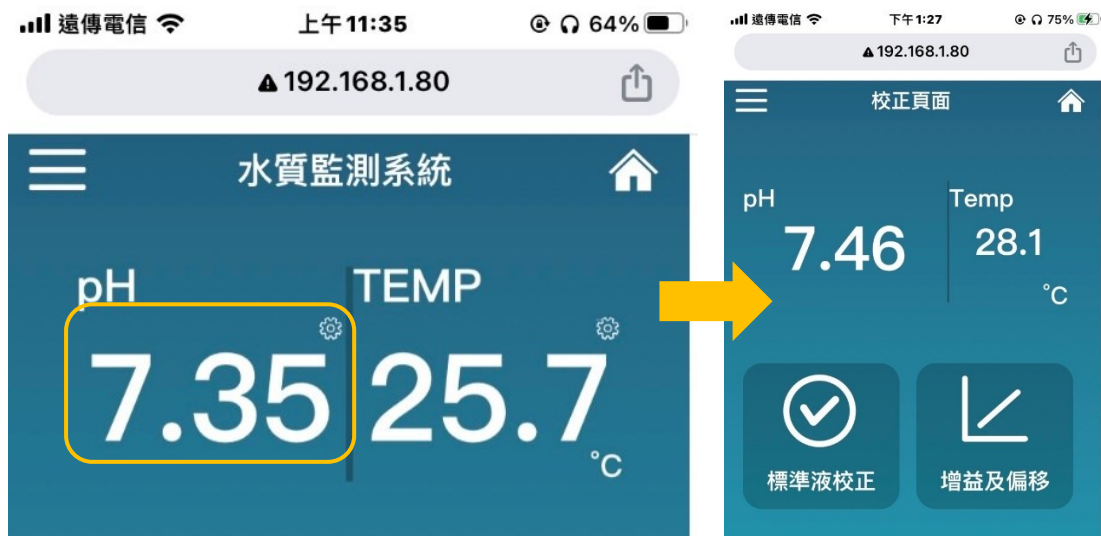 遠傳電信 上午11:35 64%
192.168.1.80
水質監測系統
pH TEMP
7.35 25.7
°C
遠傳電信 下午1:27 75%
192.168.1.80
校正頁面
pH Temp
7.46 28.1
°C
標準液校正 增益及偏移